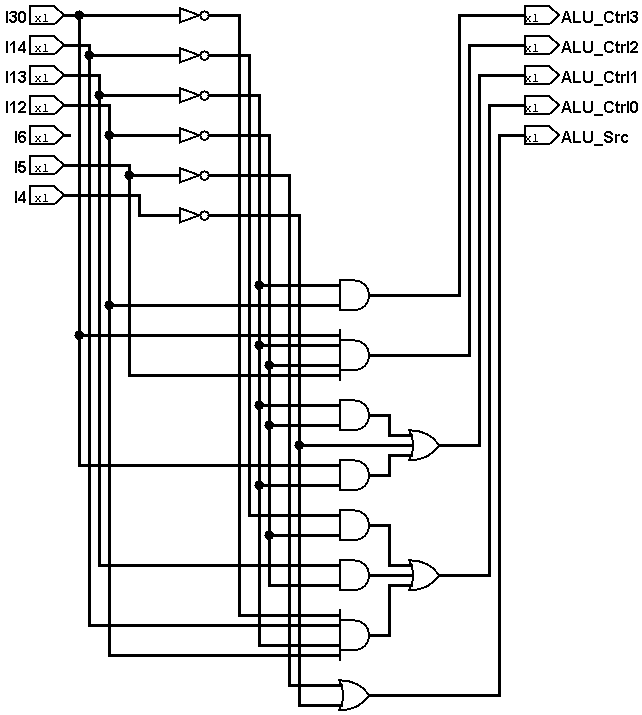 I30 x1
I14 x1
I13 x1
I12 x1
I6 x1
I5 x1
I4 x1
x1 ALU_Ctrl3
x1 ALU_Ctrl2
x1 ALU_Ctrl1
x1 ALU_Ctrl0
x1 ALU_Src